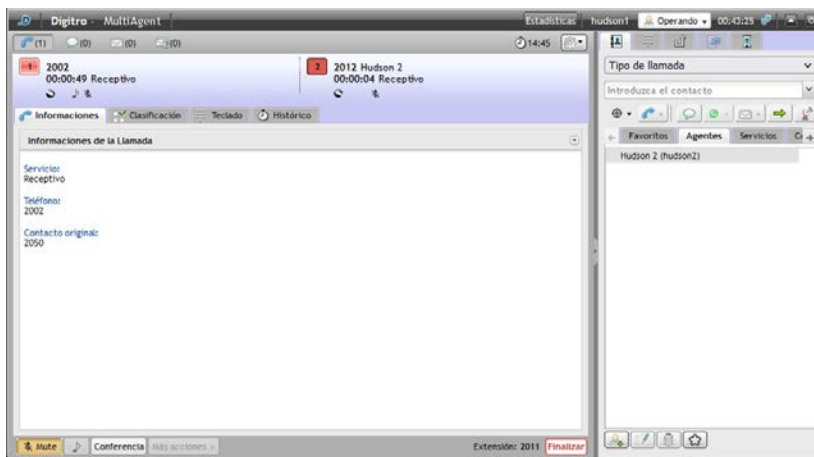 Digitro - MultiAgent
Estadísticas
hudson1
Operando
00:43:25
(1) (0) (0) (0)
14:45
1
2002
00:00:49 Receptivo
2
2012 Hudson 2
00:00:04 Receptivo
Informaciones
Clasificación
Teclado
Histórico
Informaciones de la Llamada
Servicio:
Receptivo
Teléfono:
2002
Contacto original:
2050
Mute
Conferencia
Más acciones
Extensión: 2011
Finalizar
Tipo de llamada
Introduzca el contacto
Favoritos
Agentes
Servicios
Hudson 2 (hudson2)